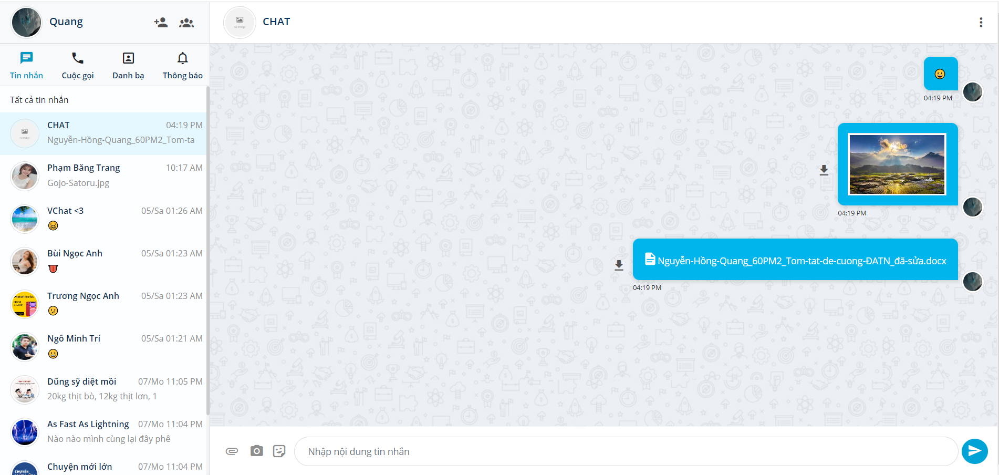 Quang
Tin nhắn
Cuộc gọi
Danh bạ
Thông báo
Tất cả tin nhắn
CHAT 04:19 PM
Nguyễn-Hồng-Quang_60PM2_Tom-ta
Phạm Băng Trang 10:17 AM
Gojo-Satoru.jpg
VChat <3 05/Sa 01:26 AM
Bùi Ngọc Anh 05/Sa 01:23 AM
Trương Ngọc Anh 05/Sa 01:23 AM
Ngô Minh Trí 05/Sa 01:21 AM
Dũng sỹ diệt mồi 07/Mo 11:05 PM
20kg thịt bò, 12kg thịt lơn, 1
As Fast As Lightning 07/Mo 11:04 PM
Nào nào mình cùng lại đây phê
Chuyện mới lớn 07/Mo 11:04 PM
CHUYỆN
no image
CHAT
04:19 PM
04:19 PM
Nguyễn-Hồng-Quang_60PM2_Tom-tat-de-cuong-ĐATN_đã-sửa.docx
04:19 PM
Nhập nội dung tin nhắn